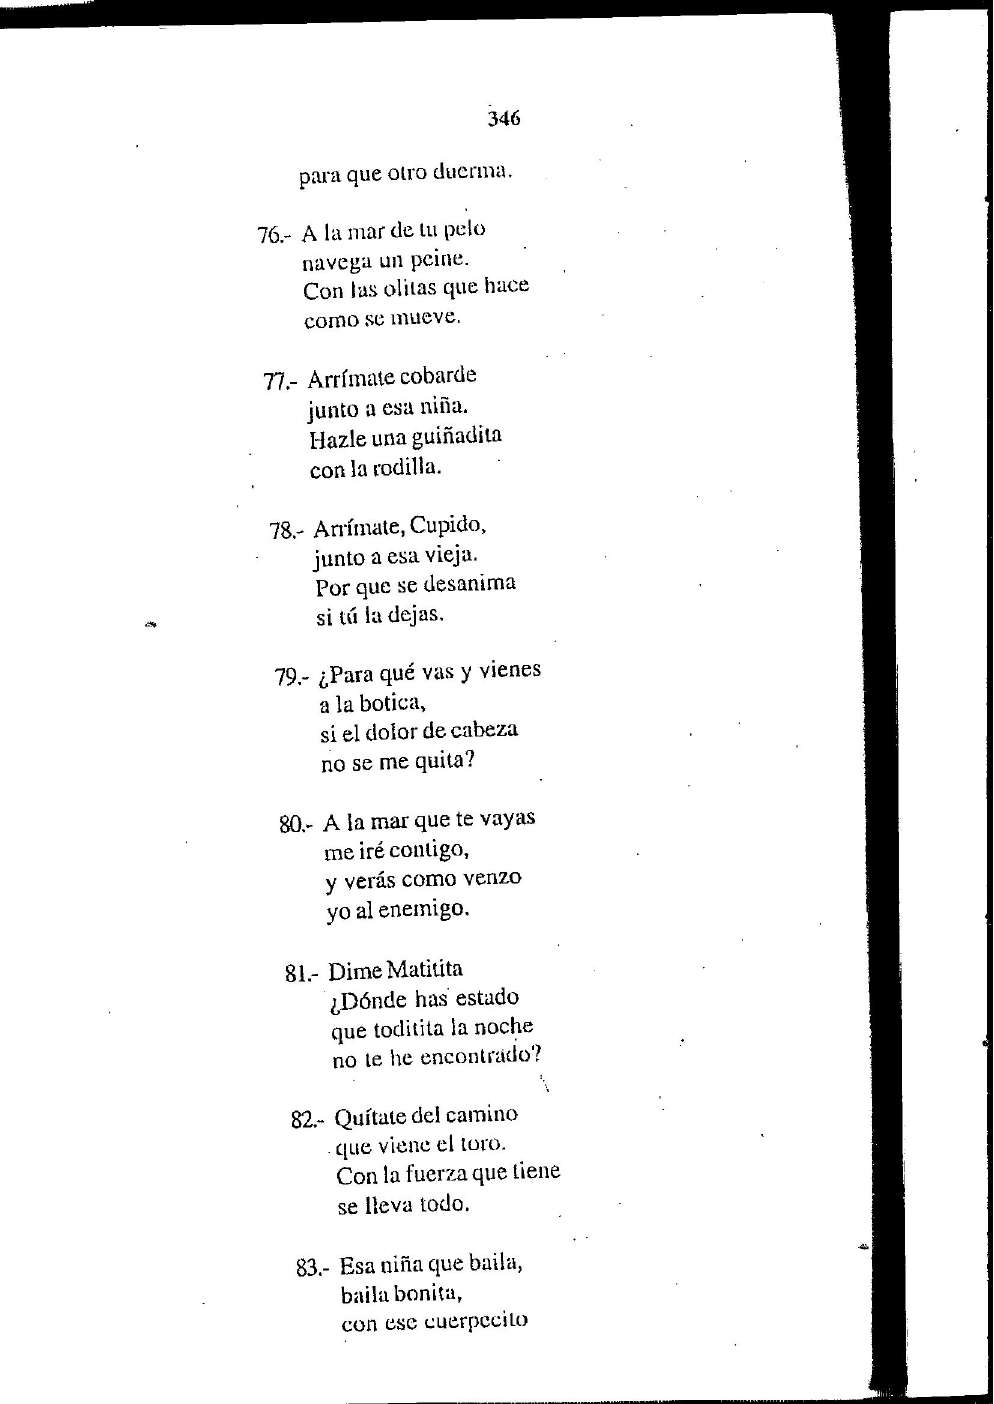 346
para que otro duerma.
76.- A la mar de tu pelo
navega un peine.
Con las olitas que hace
como se mueve.
77.- Arrímate cobarde
junto a esa niña.
Hazle una guiñadita
con la rodilla.
78.- Arrímate, Cupido,
junto a esa vieja.
Por que se desanima
si tú la dejas.
79.- ¿Para qué vas y vienes
a la botica,
si el dolor de cabeza
no se me quita?
80.- A la mar que te vayas
me iré contigo,
y verás como venzo
yo al enemigo.
81.- Dime Matitita
¿Dónde has estado
que toditita la noche
no te he encontrado?
82.- Quítate del camino
que viene el toro.
Con la fuerza que tiene
se lleva todo.
83.- Esa niña que baila,
baila bonita,
con ese cuerpecito